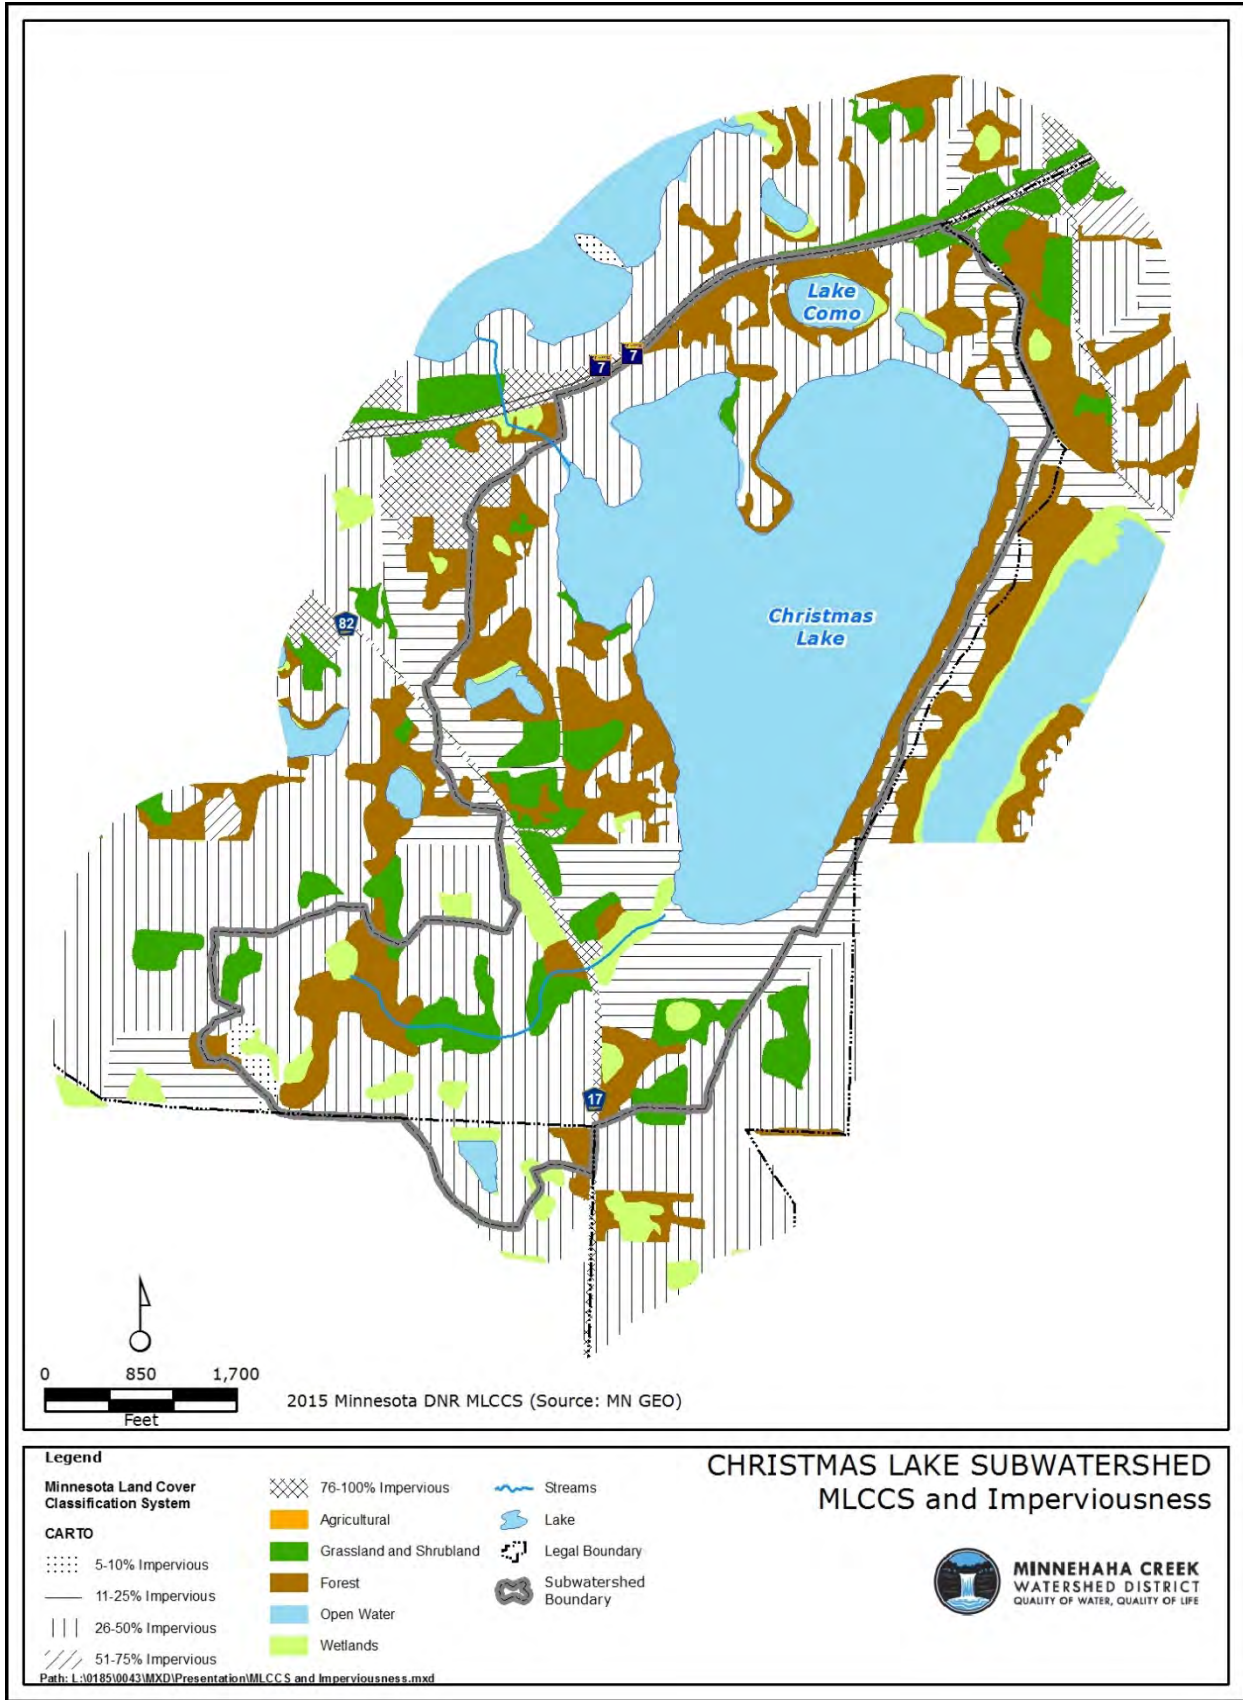 Lake
Como
7
7
82
Christmas
Lake
17
0 850 1,700
Feet
2015 Minnesota DNR MLCCS (Source: MN GEO)
Legend
Minnesota Land Cover
Classification System
CARTO
5-10% Impervious
11-25% Impervious
26-50% Impervious
51-75% Impervious
76-100% Impervious
Agricultural
Grassland and Shrubland
Forest
Open Water
Wetlands
Streams
Lake
Legal Boundary
Subwatershed
Boundary
CHRISTMAS LAKE SUBWATERSHED
MLCCS and Imperviousness
MINNEHAHA CREEK
WATERSHED DISTRICT
QUALITY OF WATER, QUALITY OF LIFE
Path: L:\0185\0043\MXD\Presentation\MLCCS and Imperviousness.mxd